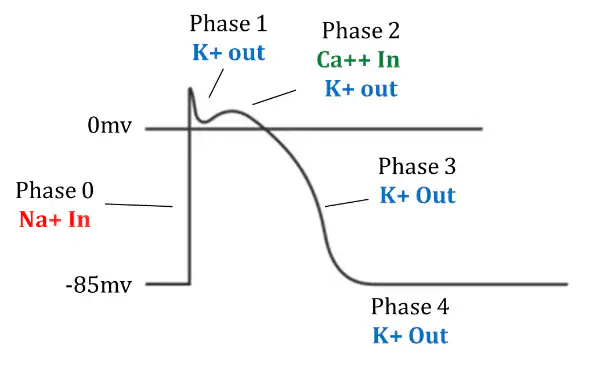 Phase 1
K+ out
Phase 2
Ca++ In
K+ out
0mv
Phase 0
Na+ In
Phase 3
K+ Out
-85mv
Phase 4
K+ Out